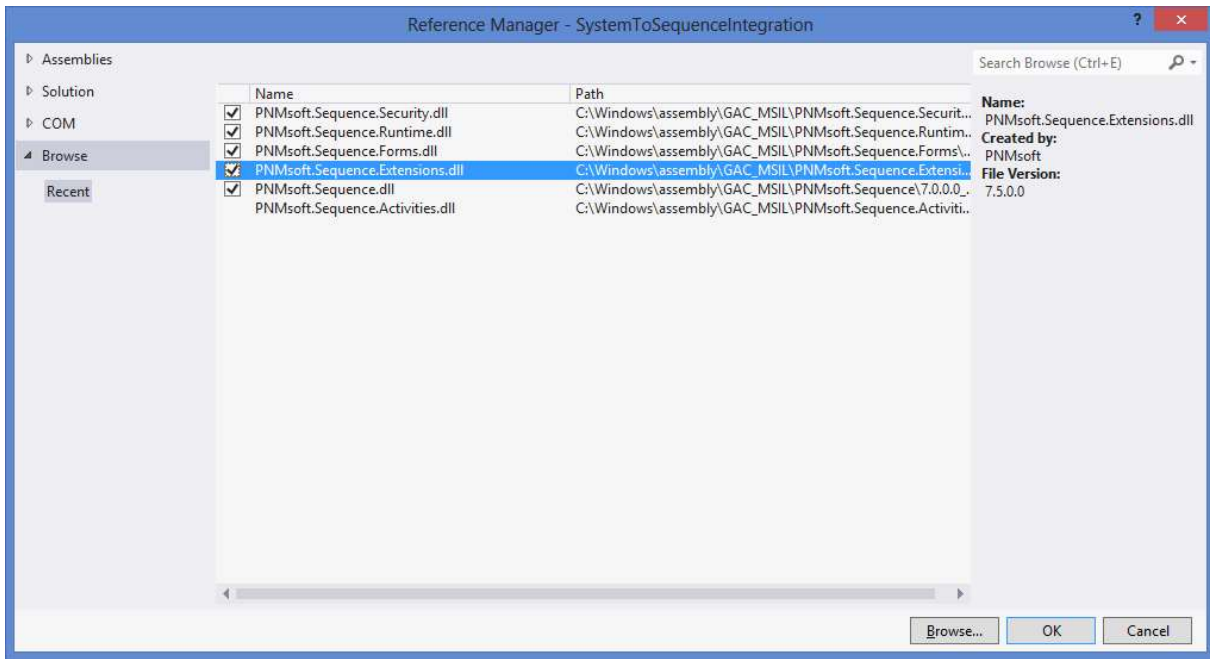 Reference Manager - SystemToSequenceIntegration
?
Assemblies
Solution
COM
Browse
Recent
Name Path
PNMsoft.Sequence.Security.dll C:\Windows\assembly\GAC_MSIL\PNMsoft.Sequence.Securit...
PNMsoft.Sequence.Runtime.dll C:\Windows\assembly\GAC_MSIL\PNMsoft.Sequence.Runtim..
PNMsoft.Sequence.Forms.dll C:\Windows\assembly\GAC_MSIL\PNMsoft.Sequence.Forms\..
PNMsoft.Sequence.Extensions.dll C:\Windows\assembly\GAC_MSIL\PNMsoft.Sequence.Extensi...
PNMsoft.Sequence.dll C:\Windows\assembly\GAC_MSIL\PNMsoft.Sequence\7.0.0.0_..
PNMsoft.Sequence.Activities.dll C:\Windows\assembly\GAC_MSIL\PNMsoft.Sequence.Activiti..
Search Browse (Ctrl+E)
Name:
PNMsoft.Sequence.Extensions.dll
Created by:
PNMsoft
File Version:
7.5.0.0
Browse... OK Cancel